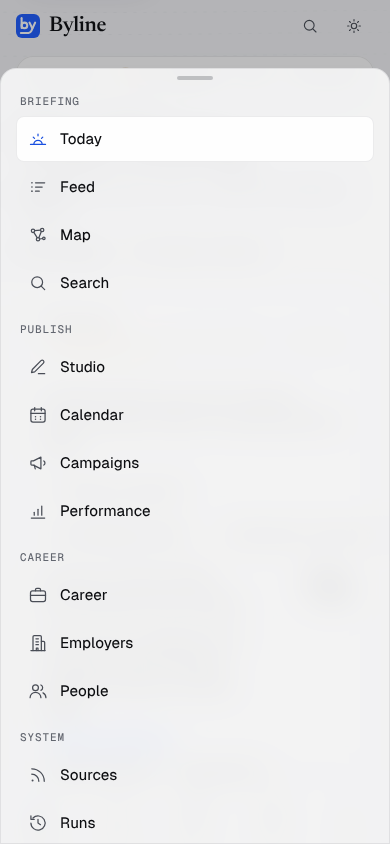 by Byline
BRIEFING
Today
Feed
Map
Search
PUBLISH
Studio
Calendar
Campaigns
Performance
CAREER
Career
Employers
People
SYSTEM
Sources
Runs